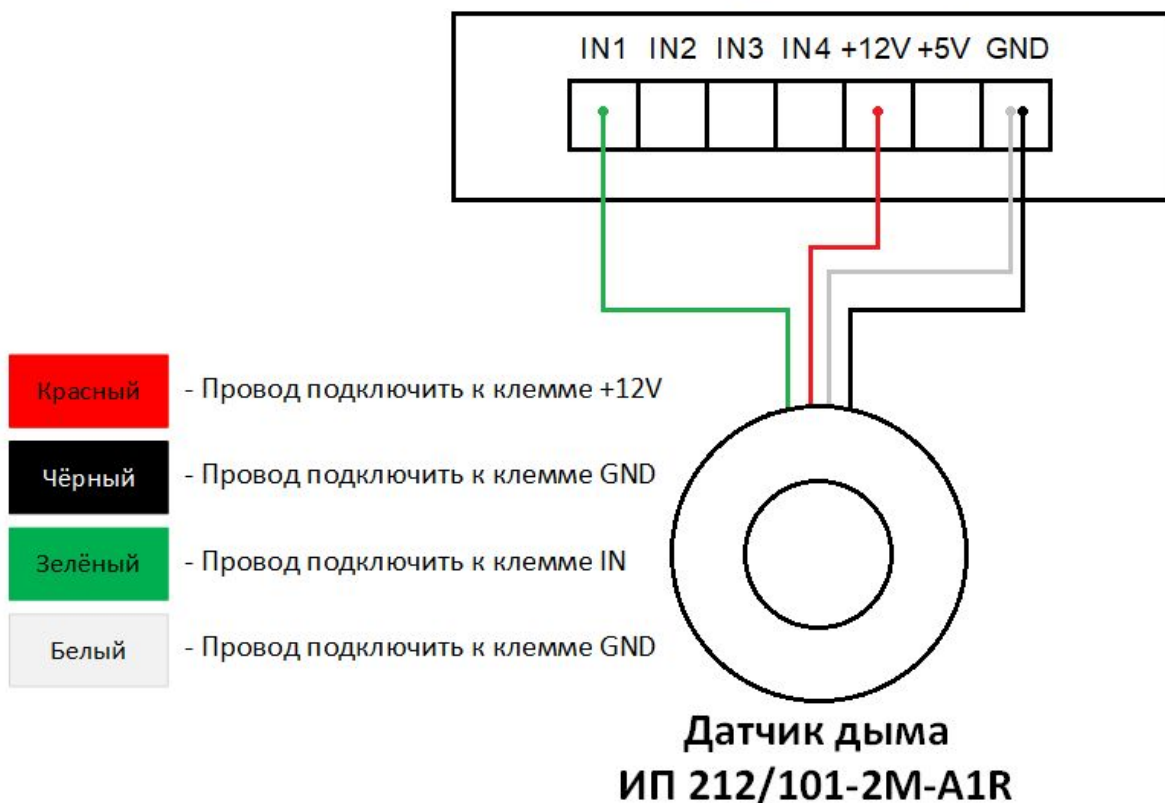 IN1 IN2 IN3 IN4 +12V +5V GND
Красный - Провод подключить к клемме +12V
Чёрный - Провод подключить к клемме GND
Зелёный - Провод подключить к клемме IN
Белый - Провод подключить к клемме GND
Датчик дыма
ИП 212/101-2М-A1R